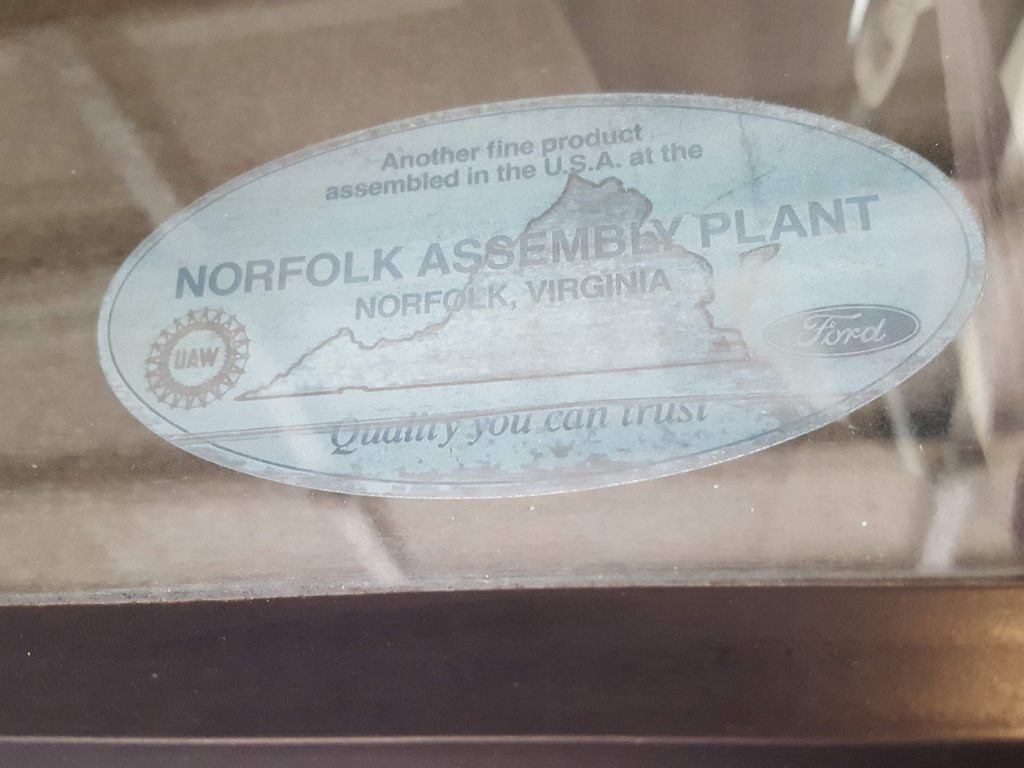 Another fine product
assembled in the U.S.A. at the
NORFOLK ASSEMBLY PLANT
NORFOLK, VIRGINIA
UAW
Ford
Quality you can trust